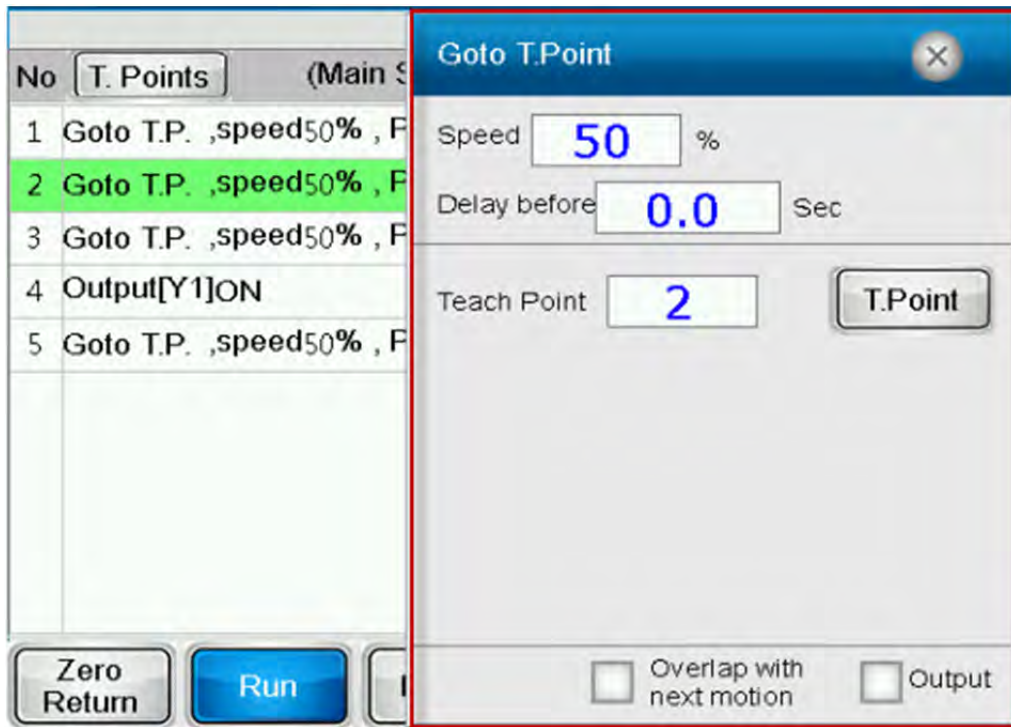 No T. Points (Main
1 Goto T.P. ,speed50% , P
2 Goto T.P. ,speed50% , P
3 Goto T.P. ,speed50% , P
4 Output[Y1]ON
5 Goto T.P. ,speed50% , P
Zero
Return
Run
Goto T.Point
Speed 50 %
Delay before 0.0 Sec
Teach Point 2 T.Point
Overlap with
next motion
Output